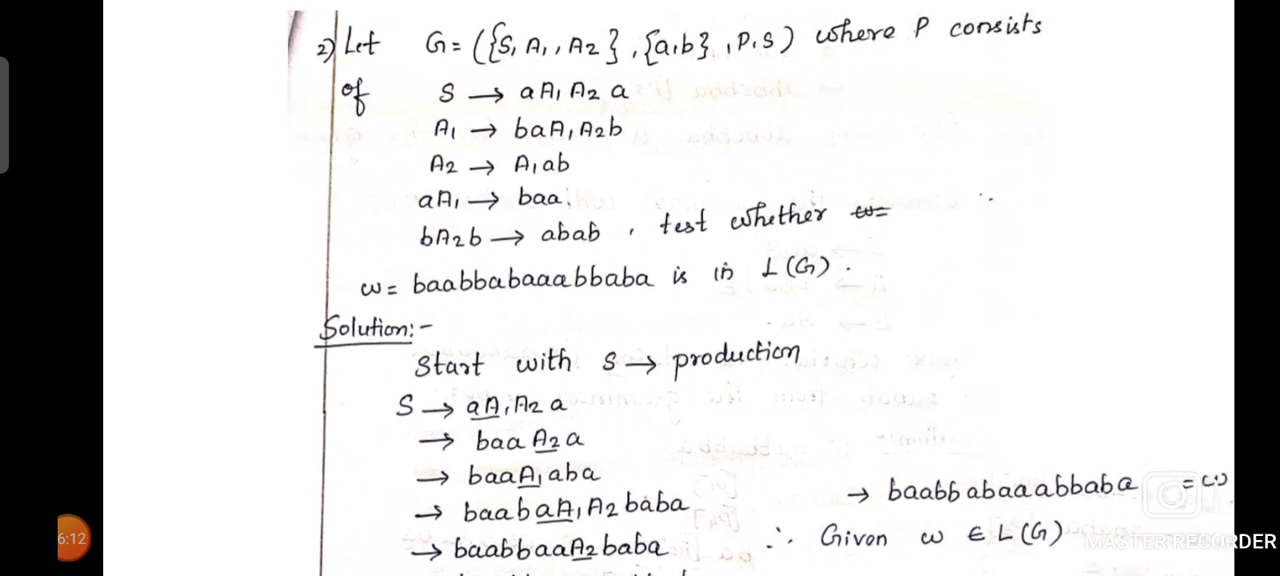 2) Let G = ({S, A₁, A₂}, {a,b}, P, S) where P consists
of S → aA₁A₂a
A₁ → baA₁A₂b
A₂ → A₁ab
aA₁ → baa
bA₂b → abab , test whether w=
w = baabbabaaabbaba is in L(G).
Solution:-
Start with S → production
S → aA₁A₂a
→ baaA₂a
→ baaA₁aba
→ baabaA₁A₂baba
→ baabbaaA₂baba
→ baabbabaaabbaba = w
∴ Given w ∈ L(G)
6:12
MASTER RECORDER